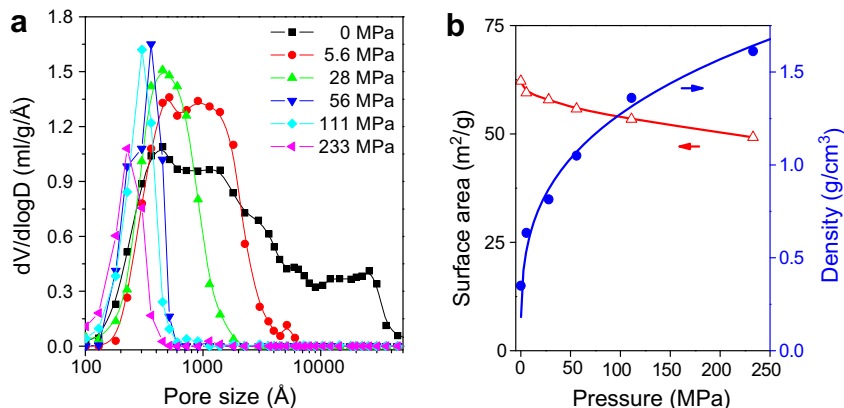 a
0 MPa
5.6 MPa
28 MPa
56 MPa
111 MPa
233 MPa
dV/dlogD (ml/g/Å)
1.8
1.5
1.2
0.9
0.6
0.3
0.0
100 1000 10000
Pore size (Å)
b
Surface area (m²/g)
75
50
25
0
Density (g/cm³)
1.5
1.0
0.5
0.0
0 50 100 150 200 250
Pressure (MPa)